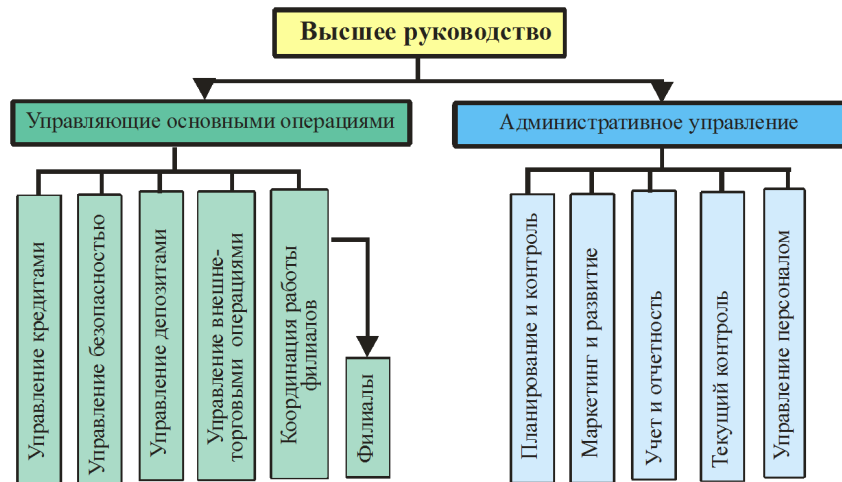 Высшее руководство
Управляющие основными операциями
Административное управление
Управление кредитами
Управление безопасностью
Управление депозитами
Управление внешне-
торговыми операциями
Координация работы
филиалов
Филиалы
Планирование и контроль
Маркетинг и развитие
Учет и отчетность
Текущий контроль
Управление персоналом